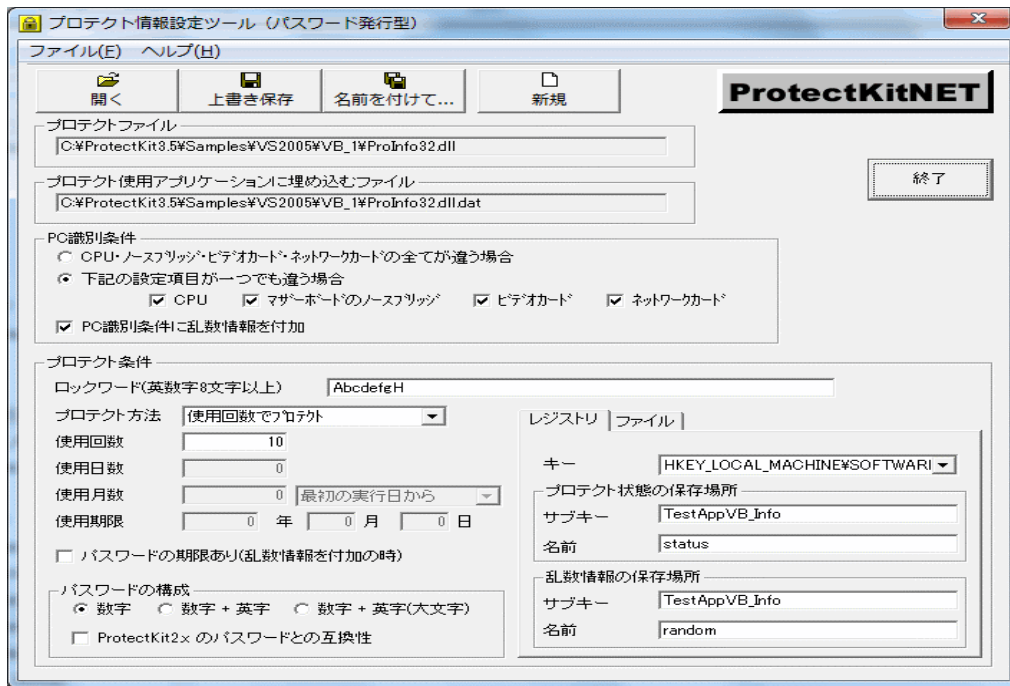 プロテクト情報設定ツール（パスワード発行型）
ファイル(F) ヘルプ(H)
開く 上書き保存 名前を付けて... 新規
ProtectKitNET
プロテクトファイル
C:¥ProtectKit3.5¥Samples¥VS2005¥VB_1¥ProInfo32.dll
終了
プロテクト使用アプリケーションに埋め込むファイル
C:¥ProtectKit3.5¥Samples¥VS2005¥VB_1¥ProInfo32.dll.dat
PC識別条件
CPU・ノースブリッジ・ビデオカード・ネットワークカードの全てが違う場合
下記の設定項目が一つでも違う場合
CPU マザーボードのノースブリッジ ビデオカード ネットワークカード
PC識別条件に乱数情報を付加
プロテクト条件
ロックワード(英数字8文字以上) AbcdefgH
プロテクト方法 使用回数でプロテクト
使用回数 10
使用日数 0
使用月数 0 最初の実行日から
使用期限 0 年 0 月 0 日
パスワードの期限あり(乱数情報を付加の時)
パスワードの構成
数字 数字 + 英字 数字 + 英字(大文字)
ProtectKit2.x のパスワードとの互換性
レジストリ ファイル
キー HKEY_LOCAL_MACHINE¥SOFTWARE
プロテクト状態の保存場所
サブキー TestAppVB_Info
名前 status
乱数情報の保存場所
サブキー TestAppVB_Info
名前 random